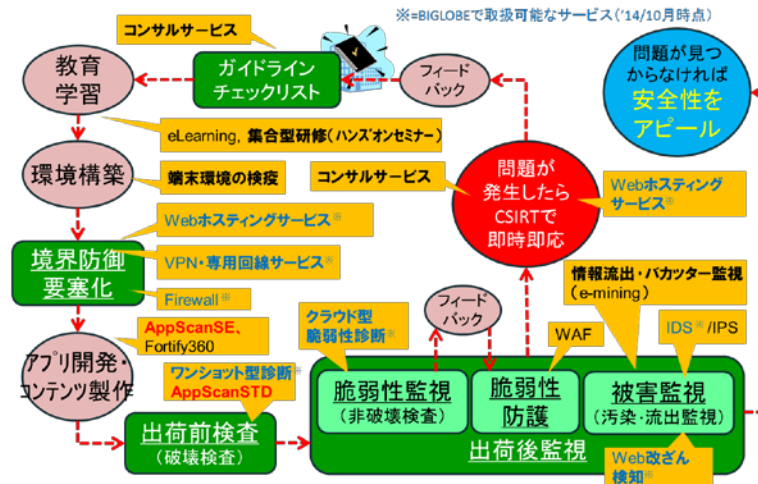 ※=BIGLOBEで取扱可能なサービス('14/10月時点)
コンサルサービス
教育
学習
ガイドライン
チェックリスト
フィード
バック
問題が見つ
からなければ
安全性を
アピール
eLearning, 集合型研修(ハンズオンセミナー)
環境構築
端末環境の検疫
コンサルサービス
問題が
発生したら
CSIRTで
即時即応
Webホスティング
サービス※
Webホスティングサービス※
境界防御
要塞化
VPN・専用回線サービス※
Firewall※
情報流出・バカッター監視
(e-mining)
クラウド型
脆弱性診断※
フィード
バック
WAF
IDS※/IPS
AppScanSE、
Fortify360
アプリ開発・
コンテンツ製作
ワンショット型診断※
AppScanSTD
脆弱性監視
(非破壊検査)
脆弱性
防護
被害監視
(汚染・流出監視)
出荷前検査
(破壊検査)
出荷後監視
Web改ざん
検知※